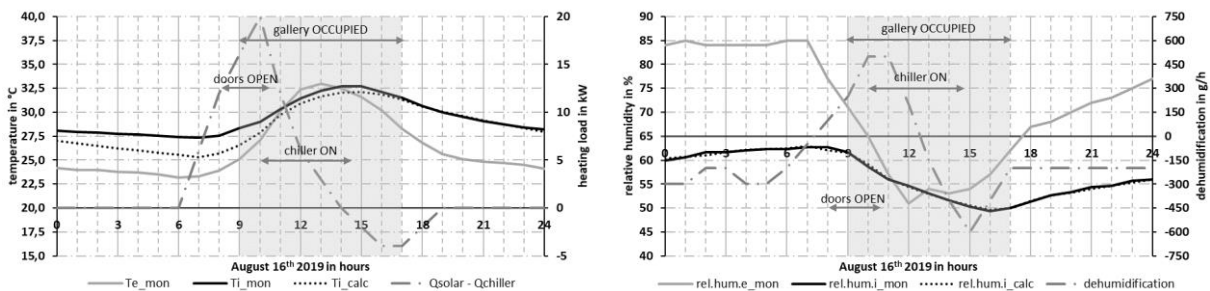 temperature in °C
40,0
37,5
35,0
32,5
30,0
27,5
25,0
22,5
20,0
17,5
15,0
gallery OCCUPIED
doors OPEN
chiller ON
0 3 6 9 12 15 18 21 24
20
15
10
5
0
-5
heating load in kW
August 16th 2019 in hours
Te_mon Ti_mon Ti_calc Qsolar - Qchiller
relative humidity in %
90
85
80
75
70
65
60
55
50
45
40
gallery OCCUPIED
chiller ON
doors OPEN
0 3 6 9 12 15 18 21 24
750
600
450
300
150
0
-150
-300
-450
-600
-750
dehumidification in g/h
August 16th 2019 in hours
rel.hum.e_mon rel.hum.i_mon rel.hum.i_calc dehumidification